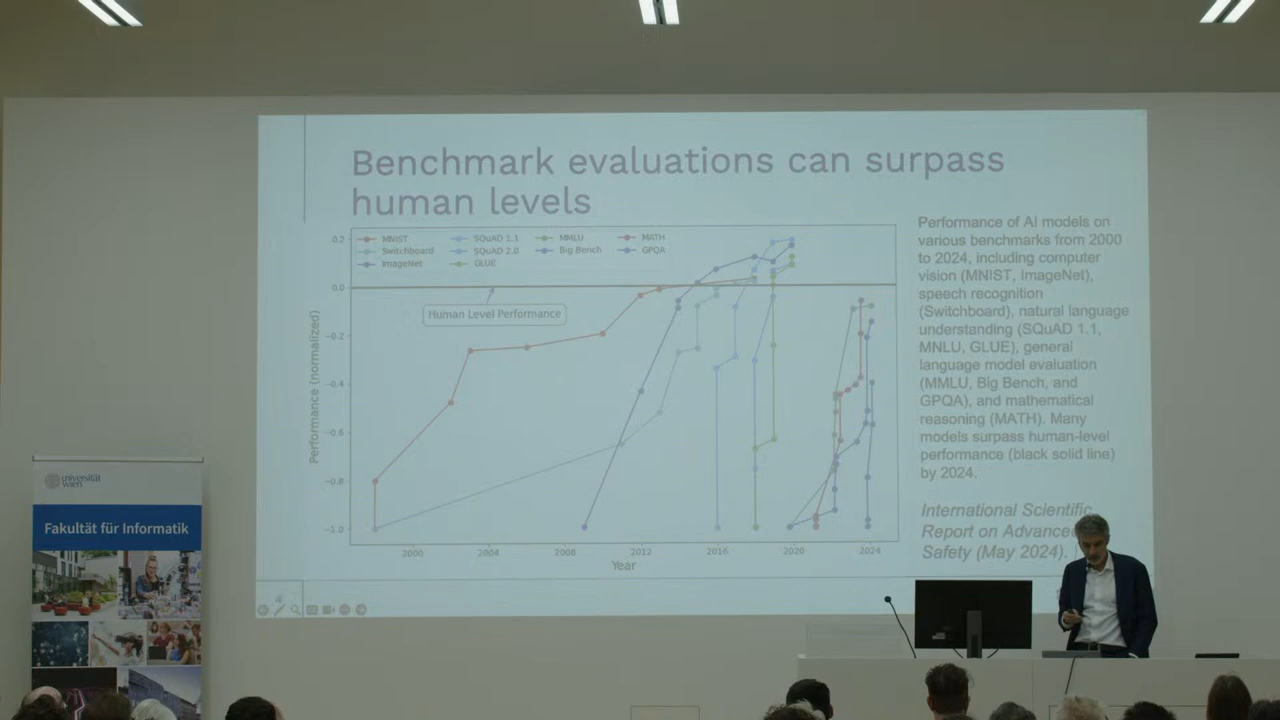 Benchmark evaluations can surpass
human levels
MNIST
Switchboard
ImageNet
SQuAD 1.1
SQuAD 2.0
GLUE
MMLU
Big Bench
MATH
GPQA
Human Level Performance
Performance (normalized)
0.2
0.0
−0.2
−0.4
−0.6
−0.8
−1.0
2000
2004
2008
2012
2016
2020
2024
Year
Performance of AI models on
various benchmarks from 2000
to 2024, including computer
vision (MNIST, ImageNet),
speech recognition
(Switchboard), natural language
understanding (SQuAD 1.1,
MNLU, GLUE), general
language model evaluation
(MMLU, Big Bench, and
GPQA), and mathematical
reasoning (MATH). Many
models surpass human-level
performance (black solid line)
by 2024.
International Scientific
Report on Advance
Safety (May 2024).
universität
wien
Fakultät für Informatik